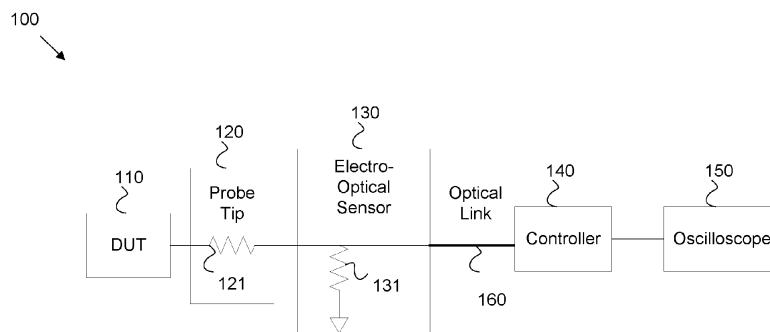 100
130
120
Electro-
Optical
Sensor
140
150
110
Probe
Tip
Optical
Link
DUT
Controller
Oscilloscope
121
131
160